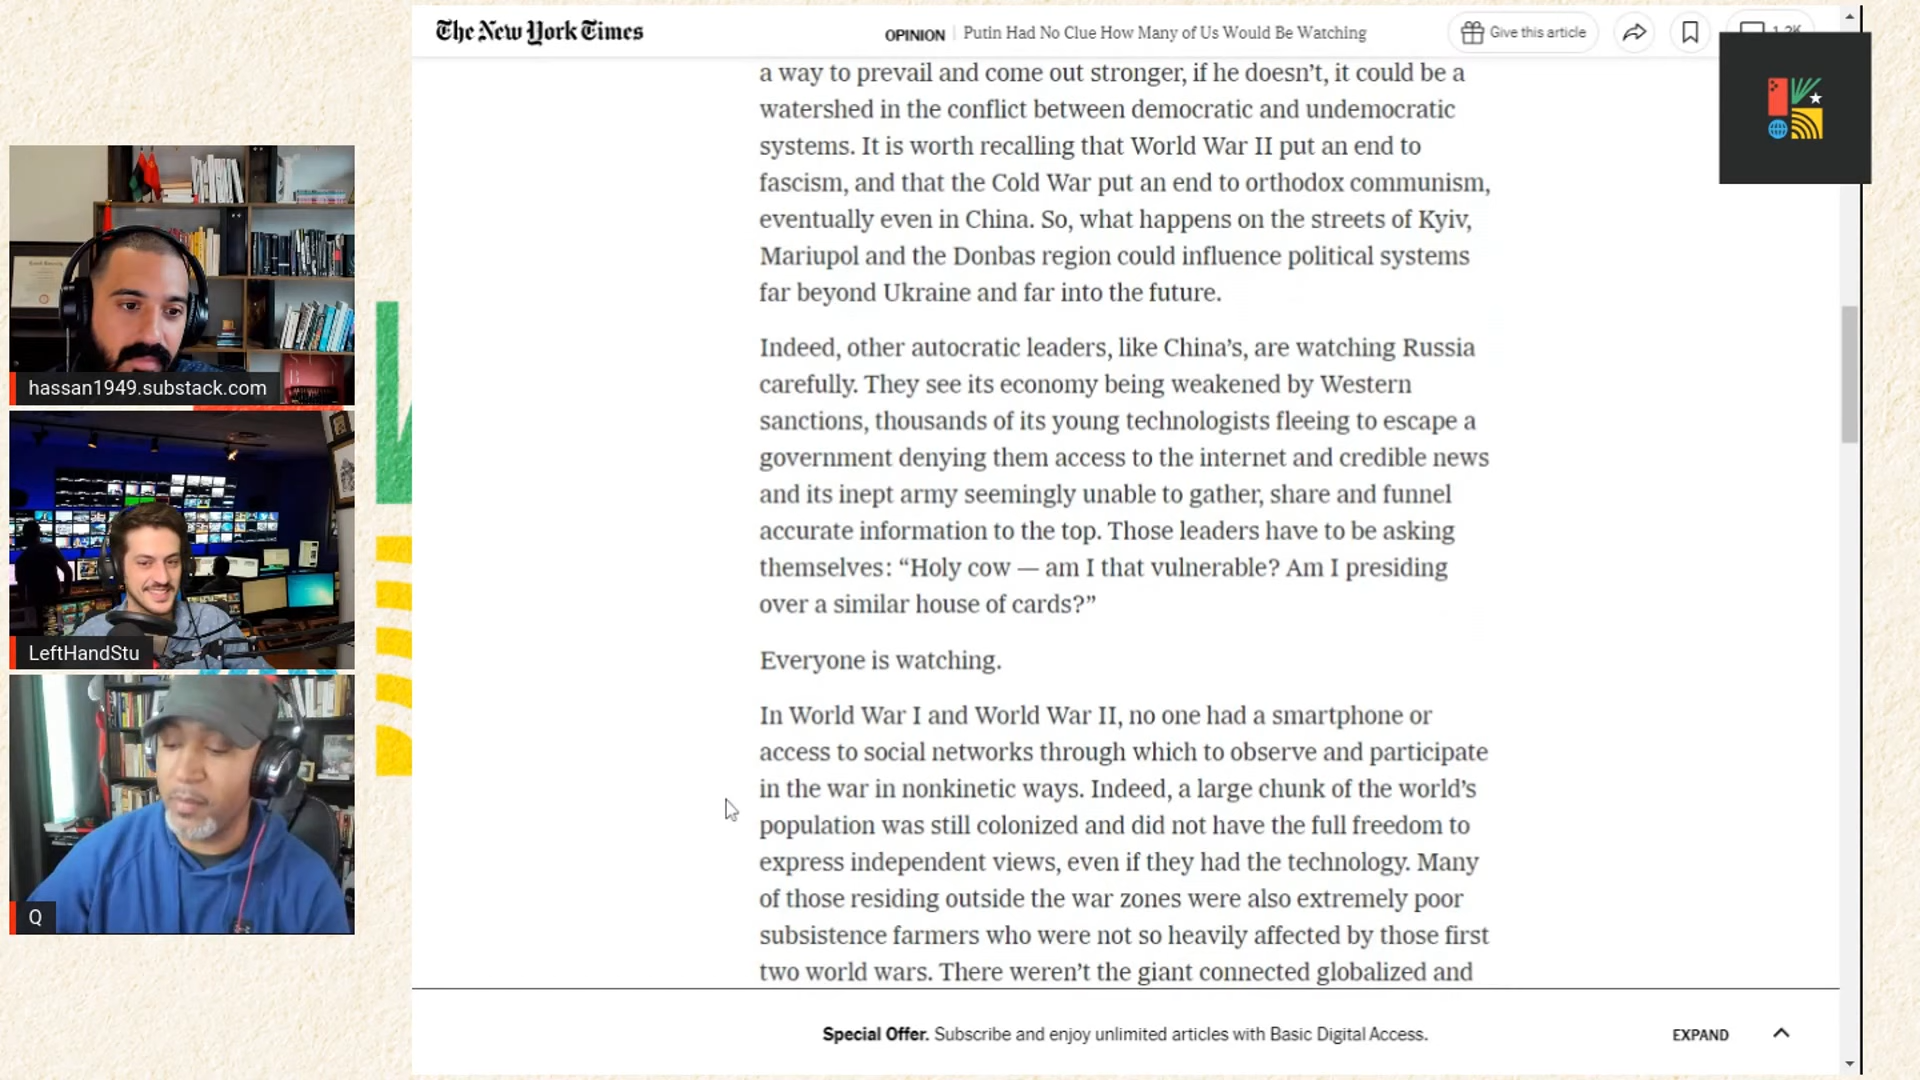 The New York Times
OPINION Putin Had No Clue How Many of Us Would Be Watching
Give this article
a way to prevail and come out stronger, if he doesn’t, it could be a
watershed in the conflict between democratic and undemocratic
systems. It is worth recalling that World War II put an end to
fascism, and that the Cold War put an end to orthodox communism,
eventually even in China. So, what happens on the streets of Kyiv,
Mariupol and the Donbas region could influence political systems
far beyond Ukraine and far into the future.
Indeed, other autocratic leaders, like China’s, are watching Russia
carefully. They see its economy being weakened by Western
sanctions, thousands of its young technologists fleeing to escape a
government denying them access to the internet and credible news
and its inept army seemingly unable to gather, share and funnel
accurate information to the top. Those leaders have to be asking
themselves: “Holy cow — am I that vulnerable? Am I presiding
over a similar house of cards?”
Everyone is watching.
In World War I and World War II, no one had a smartphone or
access to social networks through which to observe and participate
in the war in nonkinetic ways. Indeed, a large chunk of the world’s
population was still colonized and did not have the full freedom to
express independent views, even if they had the technology. Many
of those residing outside the war zones were also extremely poor
subsistence farmers who were not so heavily affected by those first
two world wars. There weren’t the giant connected globalized and
Special Offer. Subscribe and enjoy unlimited articles with Basic Digital Access.
EXPAND
hassan1949.substack.com
LeftHandStu
Q